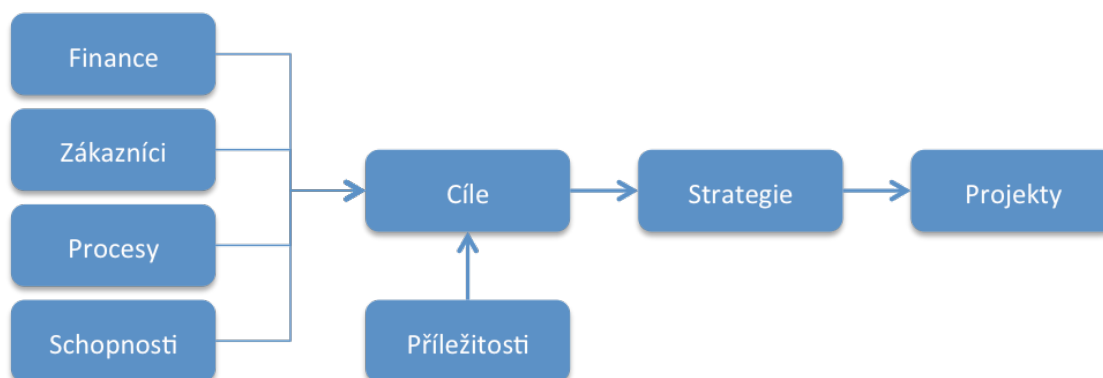 Finance
Zákazníci
Procesy
Schopnosti
Cíle
Příležitosti
Strategie
Projekty